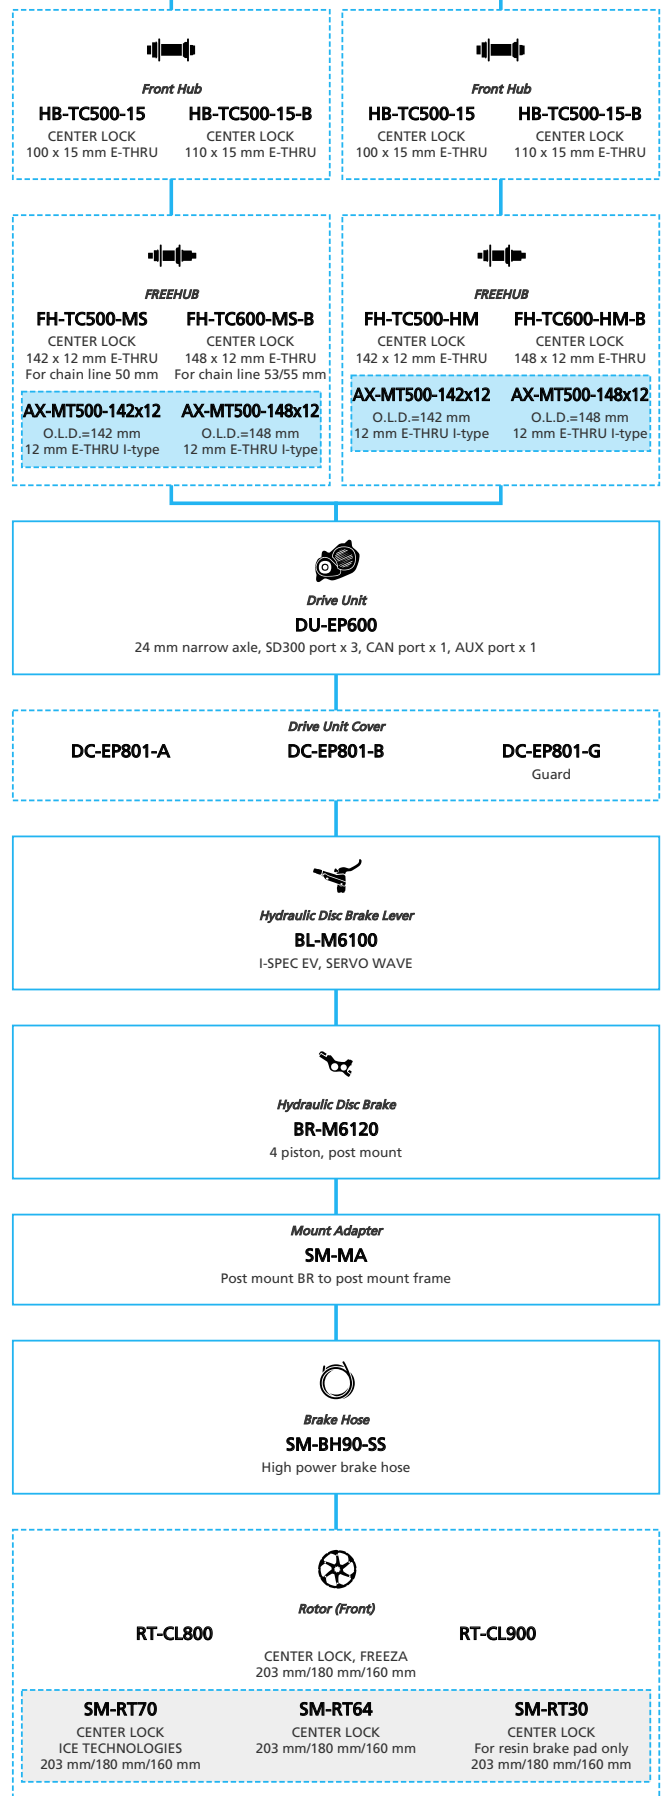 Front Hub
HB-TC500-15 HB-TC500-15-B
CENTER LOCK CENTER LOCK
100 x 15 mm E-THRU 110 x 15 mm E-THRU
Front Hub
HB-TC500-15 HB-TC500-15-B
CENTER LOCK CENTER LOCK
100 x 15 mm E-THRU 110 x 15 mm E-THRU
FREEHUB
FH-TC500-MS FH-TC600-MS-B
CENTER LOCK CENTER LOCK
142 x 12 mm E-THRU 148 x 12 mm E-THRU
For chain line 50 mm For chain line 53/55 mm
AX-MT500-142x12 AX-MT500-148x12
O.L.D.=142 mm O.L.D.=148 mm
12 mm E-THRU I-type 12 mm E-THRU I-type
FREEHUB
FH-TC500-HM FH-TC600-HM-B
CENTER LOCK CENTER LOCK
142 x 12 mm E-THRU 148 x 12 mm E-THRU
AX-MT500-142x12 AX-MT500-148x12
O.L.D.=142 mm O.L.D.=148 mm
12 mm E-THRU I-type 12 mm E-THRU I-type
Drive Unit
DU-EP600
24 mm narrow axle, SD300 port x 3, CAN port x 1, AUX port x 1
Drive Unit Cover
DC-EP801-A DC-EP801-B DC-EP801-G
Guard
Hydraulic Disc Brake Lever
BL-M6100
I-SPEC EV, SERVO WAVE
Hydraulic Disc Brake
BR-M6120
4 piston, post mount
Mount Adapter
SM-MA
Post mount BR to post mount frame
Brake Hose
SM-BH90-SS
High power brake hose
Rotor (Front)
RT-CL800 RT-CL900
CENTER LOCK, FREEZA
203 mm/180 mm/160 mm
SM-RT70 SM-RT64 SM-RT30
CENTER LOCK CENTER LOCK CENTER LOCK
ICE TECHNOLOGIES 203 mm/180 mm/160 mm For resin brake pad only
203 mm/180 mm/160 mm 203 mm/180 mm/160 mm